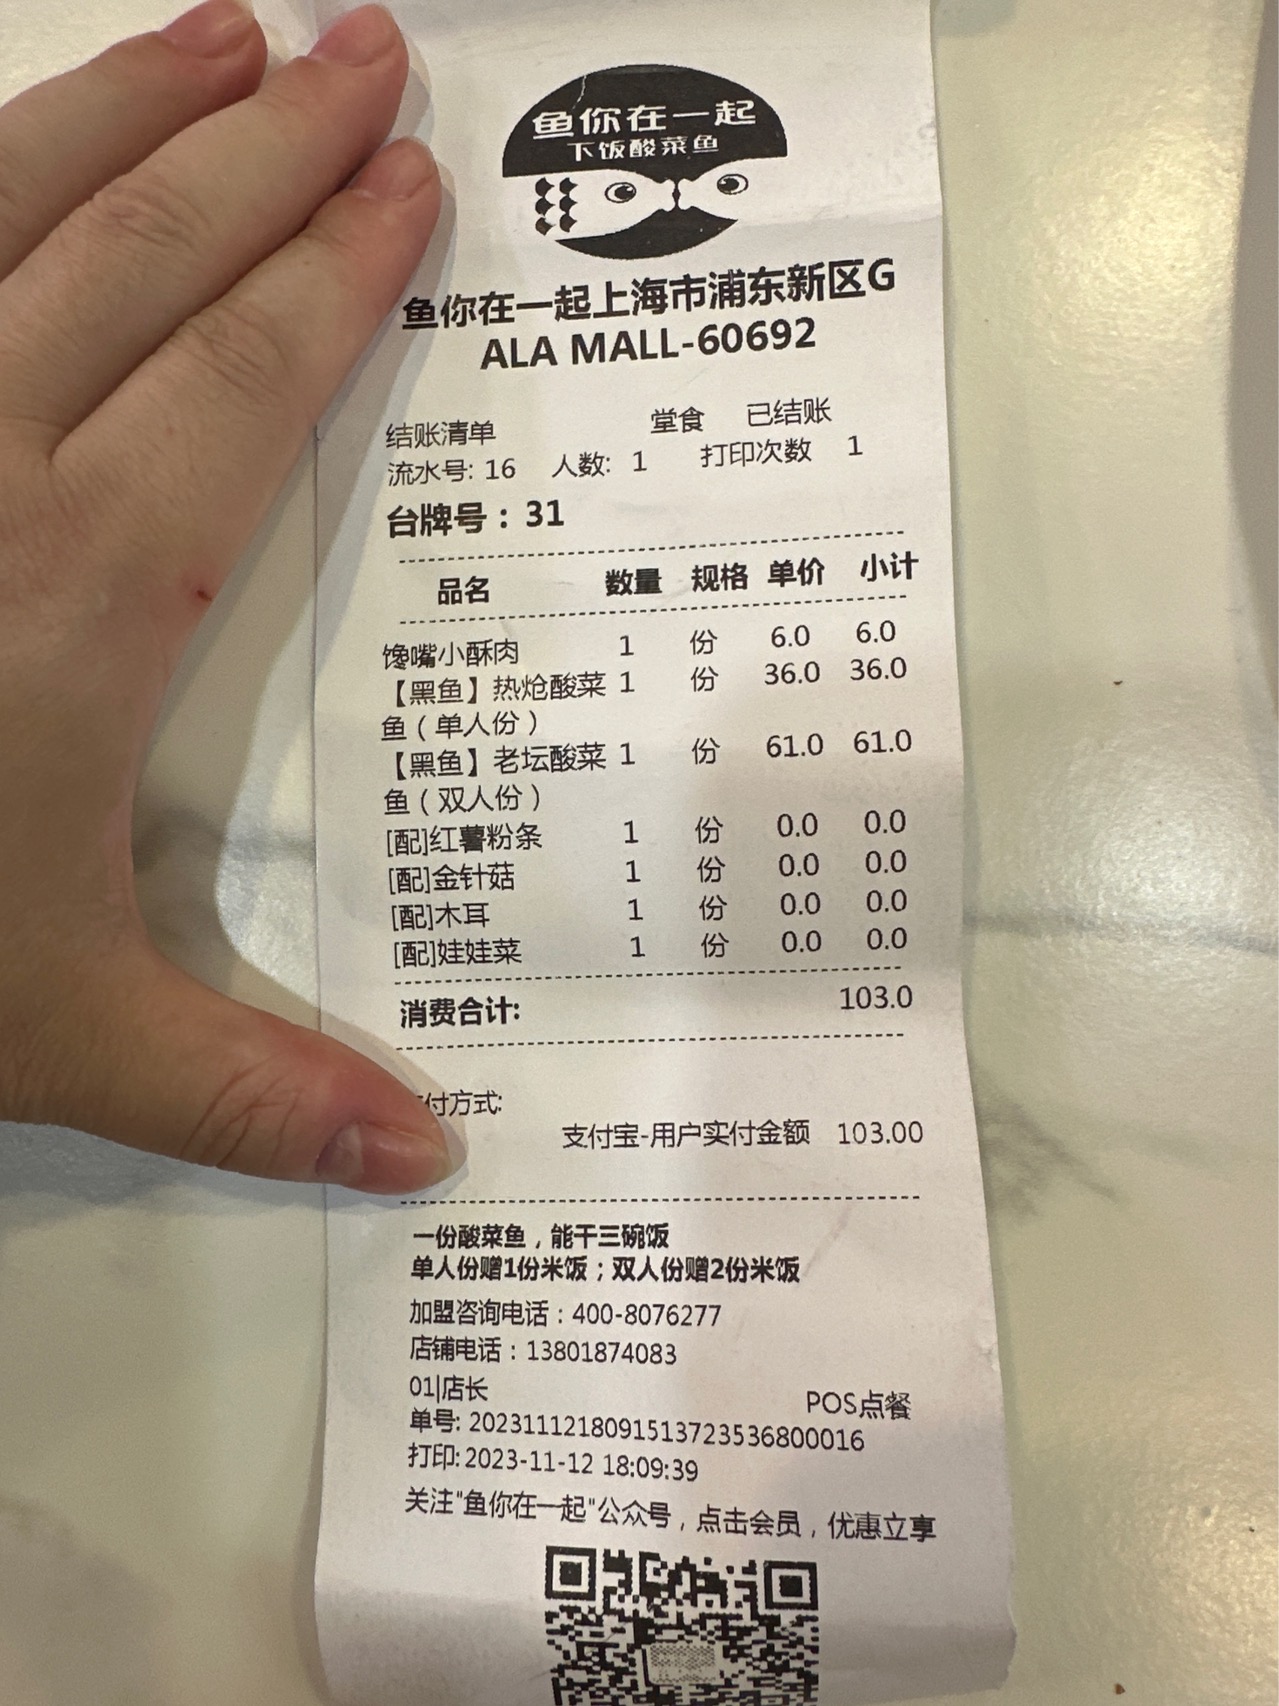 鱼你在一起
下饭酸菜鱼
鱼你在一起上海市浦东新区G
ALA MALL-60692
结账清单 堂食 已结账
流水号: 16 人数: 1 打印次数 1
台牌号：31
品名 数量 规格 单价 小计
馋嘴小酥肉 1 份 6.0 6.0
【黑鱼】热炝酸菜 1 份 36.0 36.0
鱼（单人份）
【黑鱼】老坛酸菜 1 份 61.0 61.0
鱼（双人份）
[配]红薯粉条 1 份 0.0 0.0
[配]金针菇 1 份 0.0 0.0
[配]木耳 1 份 0.0 0.0
[配]娃娃菜 1 份 0.0 0.0
消费合计: 103.0
付方式:
支付宝-用户实付金额 103.00
一份酸菜鱼，能干三碗饭
单人份赠1份米饭；双人份赠2份米饭
加盟咨询电话：400-8076277
店铺电话：13801874083
01|店长 POS点餐
单号: 20231112180915137235368​00016
打印:2023-11-12 18:09:39
关注"鱼你在一起"公众号，点击会员，优惠立享